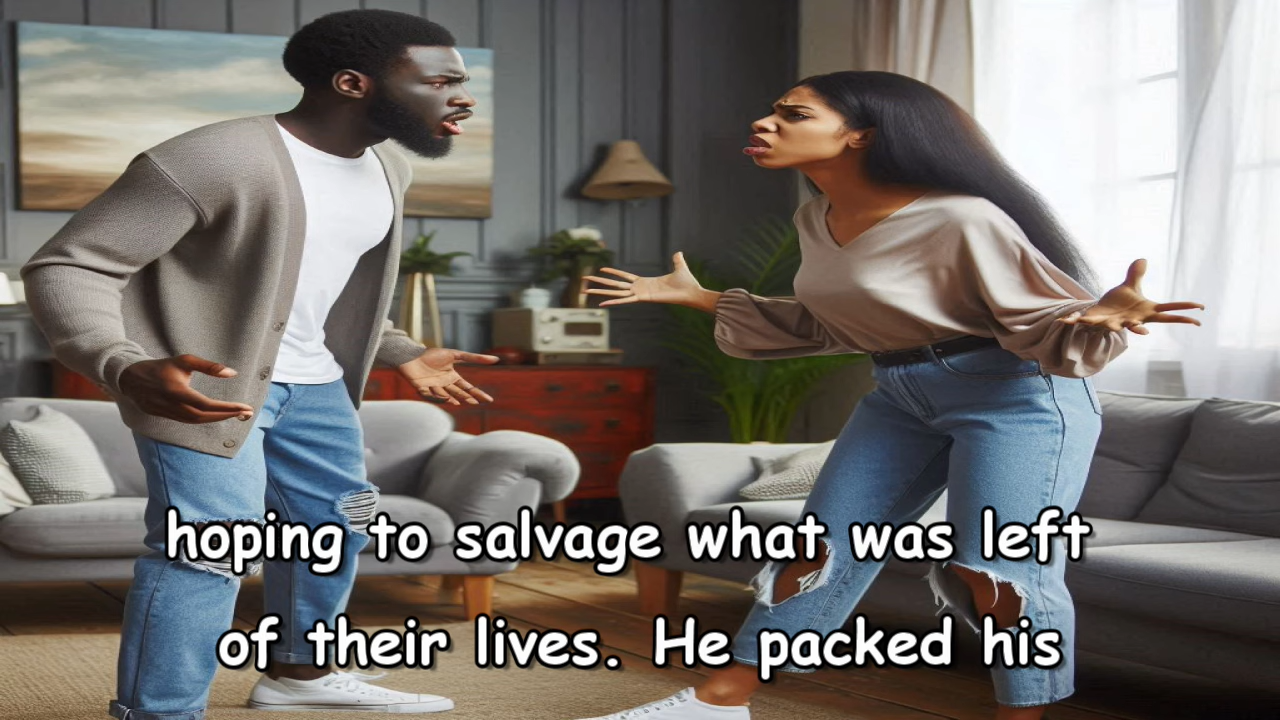 hoping to salvage what was left
of their lives. He packed his